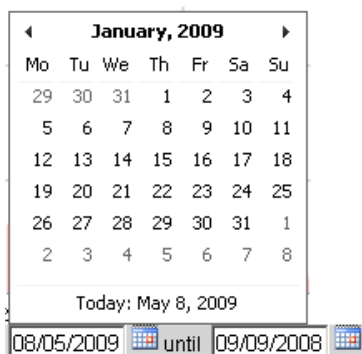 January, 2009
Mo Tu We Th Fr Sa Su
29 30 31 1 2 3 4
5 6 7 8 9 10 11
12 13 14 15 16 17 18
19 20 21 22 23 24 25
26 27 28 29 30 31 1
2 3 4 5 6 7 8
Today: May 8, 2009
08/05/2009 until 09/09/2008